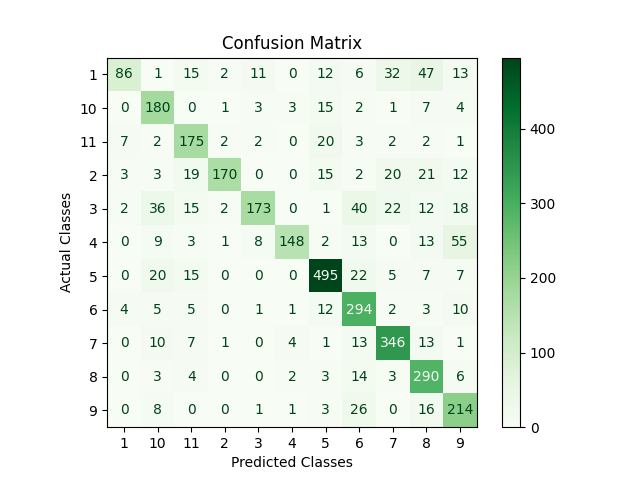 Confusion Matrix
1 86 1 15 2 11 0 12 6 32 47 13
10 0 180 0 1 3 3 15 2 1 7 4
11 7 2 175 2 2 0 20 3 2 2 1
2 3 3 19 170 0 0 15 2 20 21 12
3 2 36 15 2 173 0 1 40 22 12 18
4 0 9 3 1 8 148 2 13 0 13 55
5 0 20 15 0 0 0 495 22 5 7 7
6 4 5 5 0 1 1 12 294 2 3 10
7 0 10 7 1 0 4 1 13 346 13 1
8 0 3 4 0 0 2 3 14 3 290 6
9 0 8 0 0 1 1 3 26 0 16 214
1 10 11 2 3 4 5 6 7 8 9
Predicted Classes
Actual Classes
400
300
200
100
0